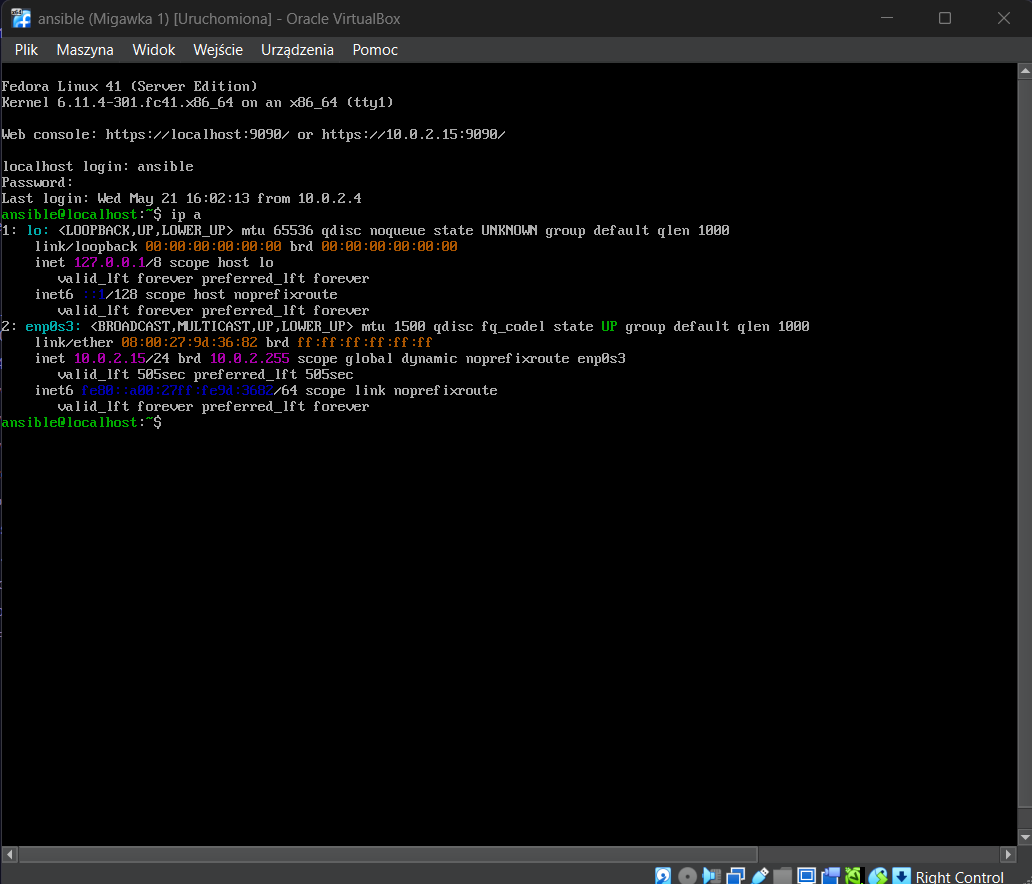 ansible (Migawka 1) [Uruchomiona] - Oracle VirtualBox
Plik Maszyna Widok Wejście Urządzenia Pomoc
Fedora Linux 41 (Server Edition)
Kernel 6.11.4-301.fc41.x86_64 on an x86_64 (tty1)
Web console: https://localhost:9090/ or https://10.0.2.15:9090/
localhost login: ansible
Password:
Last login: Wed May 21 16:02:13 from 10.0.2.4
ansible@localhost:~$ ip a
1: lo: <LOOPBACK,UP,LOWER_UP> mtu 65536 qdisc noqueue state UNKNOWN group default qlen 1000
link/loopback 00:00:00:00:00:00 brd 00:00:00:00:00:00
inet 127.0.0.1/8 scope host lo
valid_lft forever preferred_lft forever
inet6 ::1/128 scope host noprefixroute
valid_lft forever preferred_lft forever
2: enp0s3: <BROADCAST,MULTICAST,UP,LOWER_UP> mtu 1500 qdisc fq_codel state UP group default qlen 1000
link/ether 08:00:27:9d:36:82 brd ff:ff:ff:ff:ff:ff
inet 10.0.2.15/24 brd 10.0.2.255 scope global dynamic noprefixroute enp0s3
valid_lft 505sec preferred_lft 505sec
inet6 fe80::a00:27ff:fe9d:3682/64 scope link noprefixroute
valid_lft forever preferred_lft forever
ansible@localhost:~$
Right Control